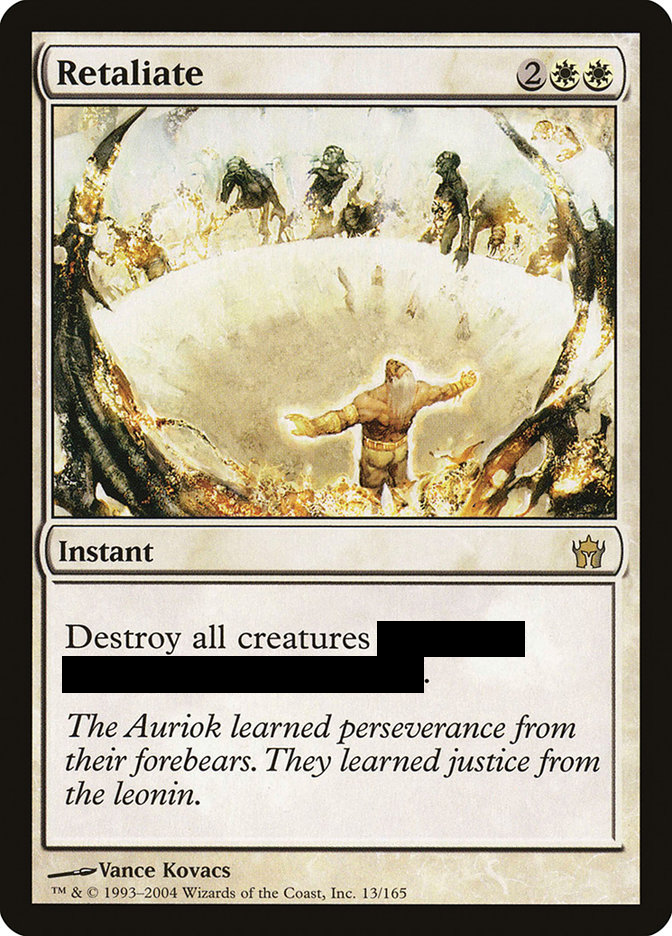 Retaliate 2
Instant
Destroy all creatures
.
The Auriok learned perseverance from
their forebears. They learned justice from
the leonin.
Vance Kovacs
™ & © 1993–2004 Wizards of the Coast, Inc. 13/165